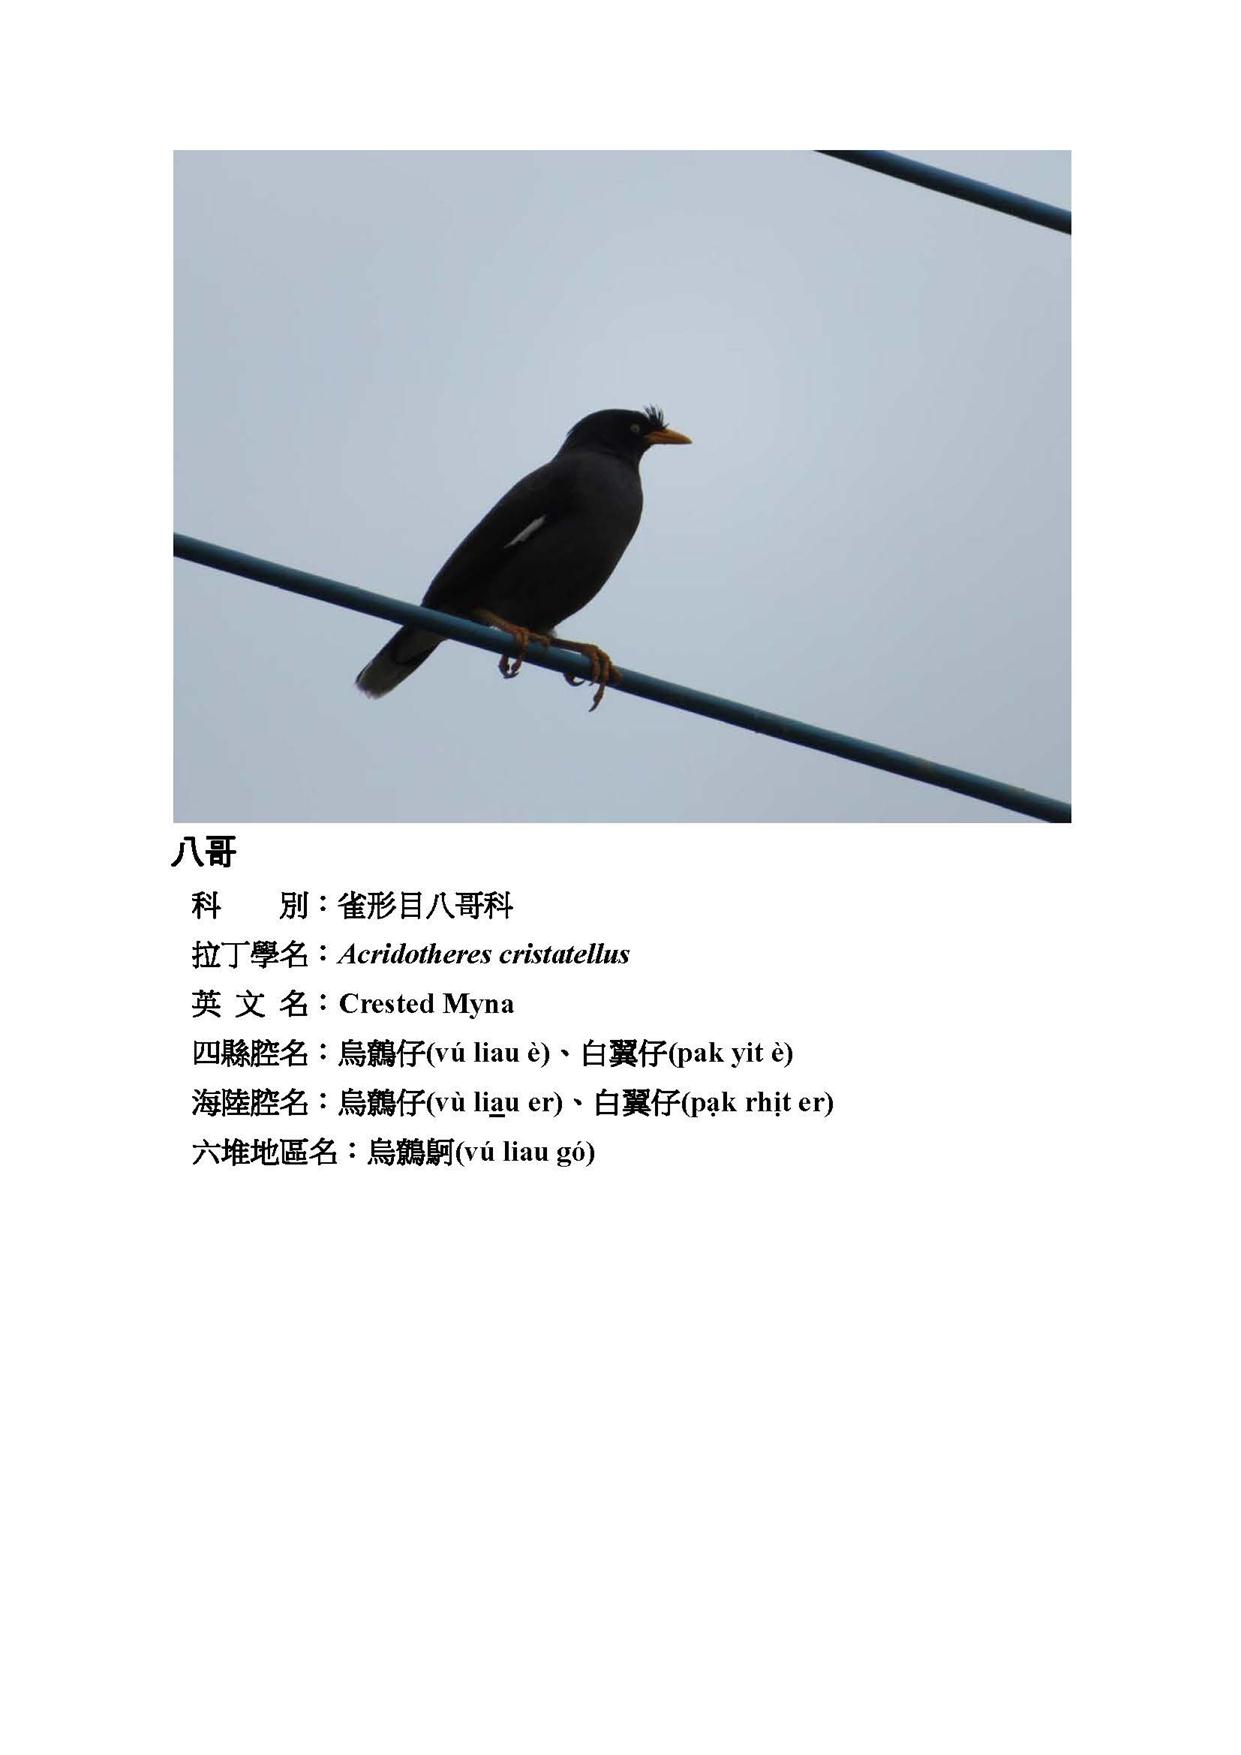 八哥
科　　別：雀形目八哥科
拉丁學名：Acridotheres cristatellus
英 文 名：Crested Myna
四縣腔名：烏鷯仔(vú liau è)、白翼仔(pak yit è)
海陸腔名：烏鷯仔(vù lia̲u er)、白翼仔(pạk rhịt er)
六堆地區名：烏鷯鴚(vú liau gó)